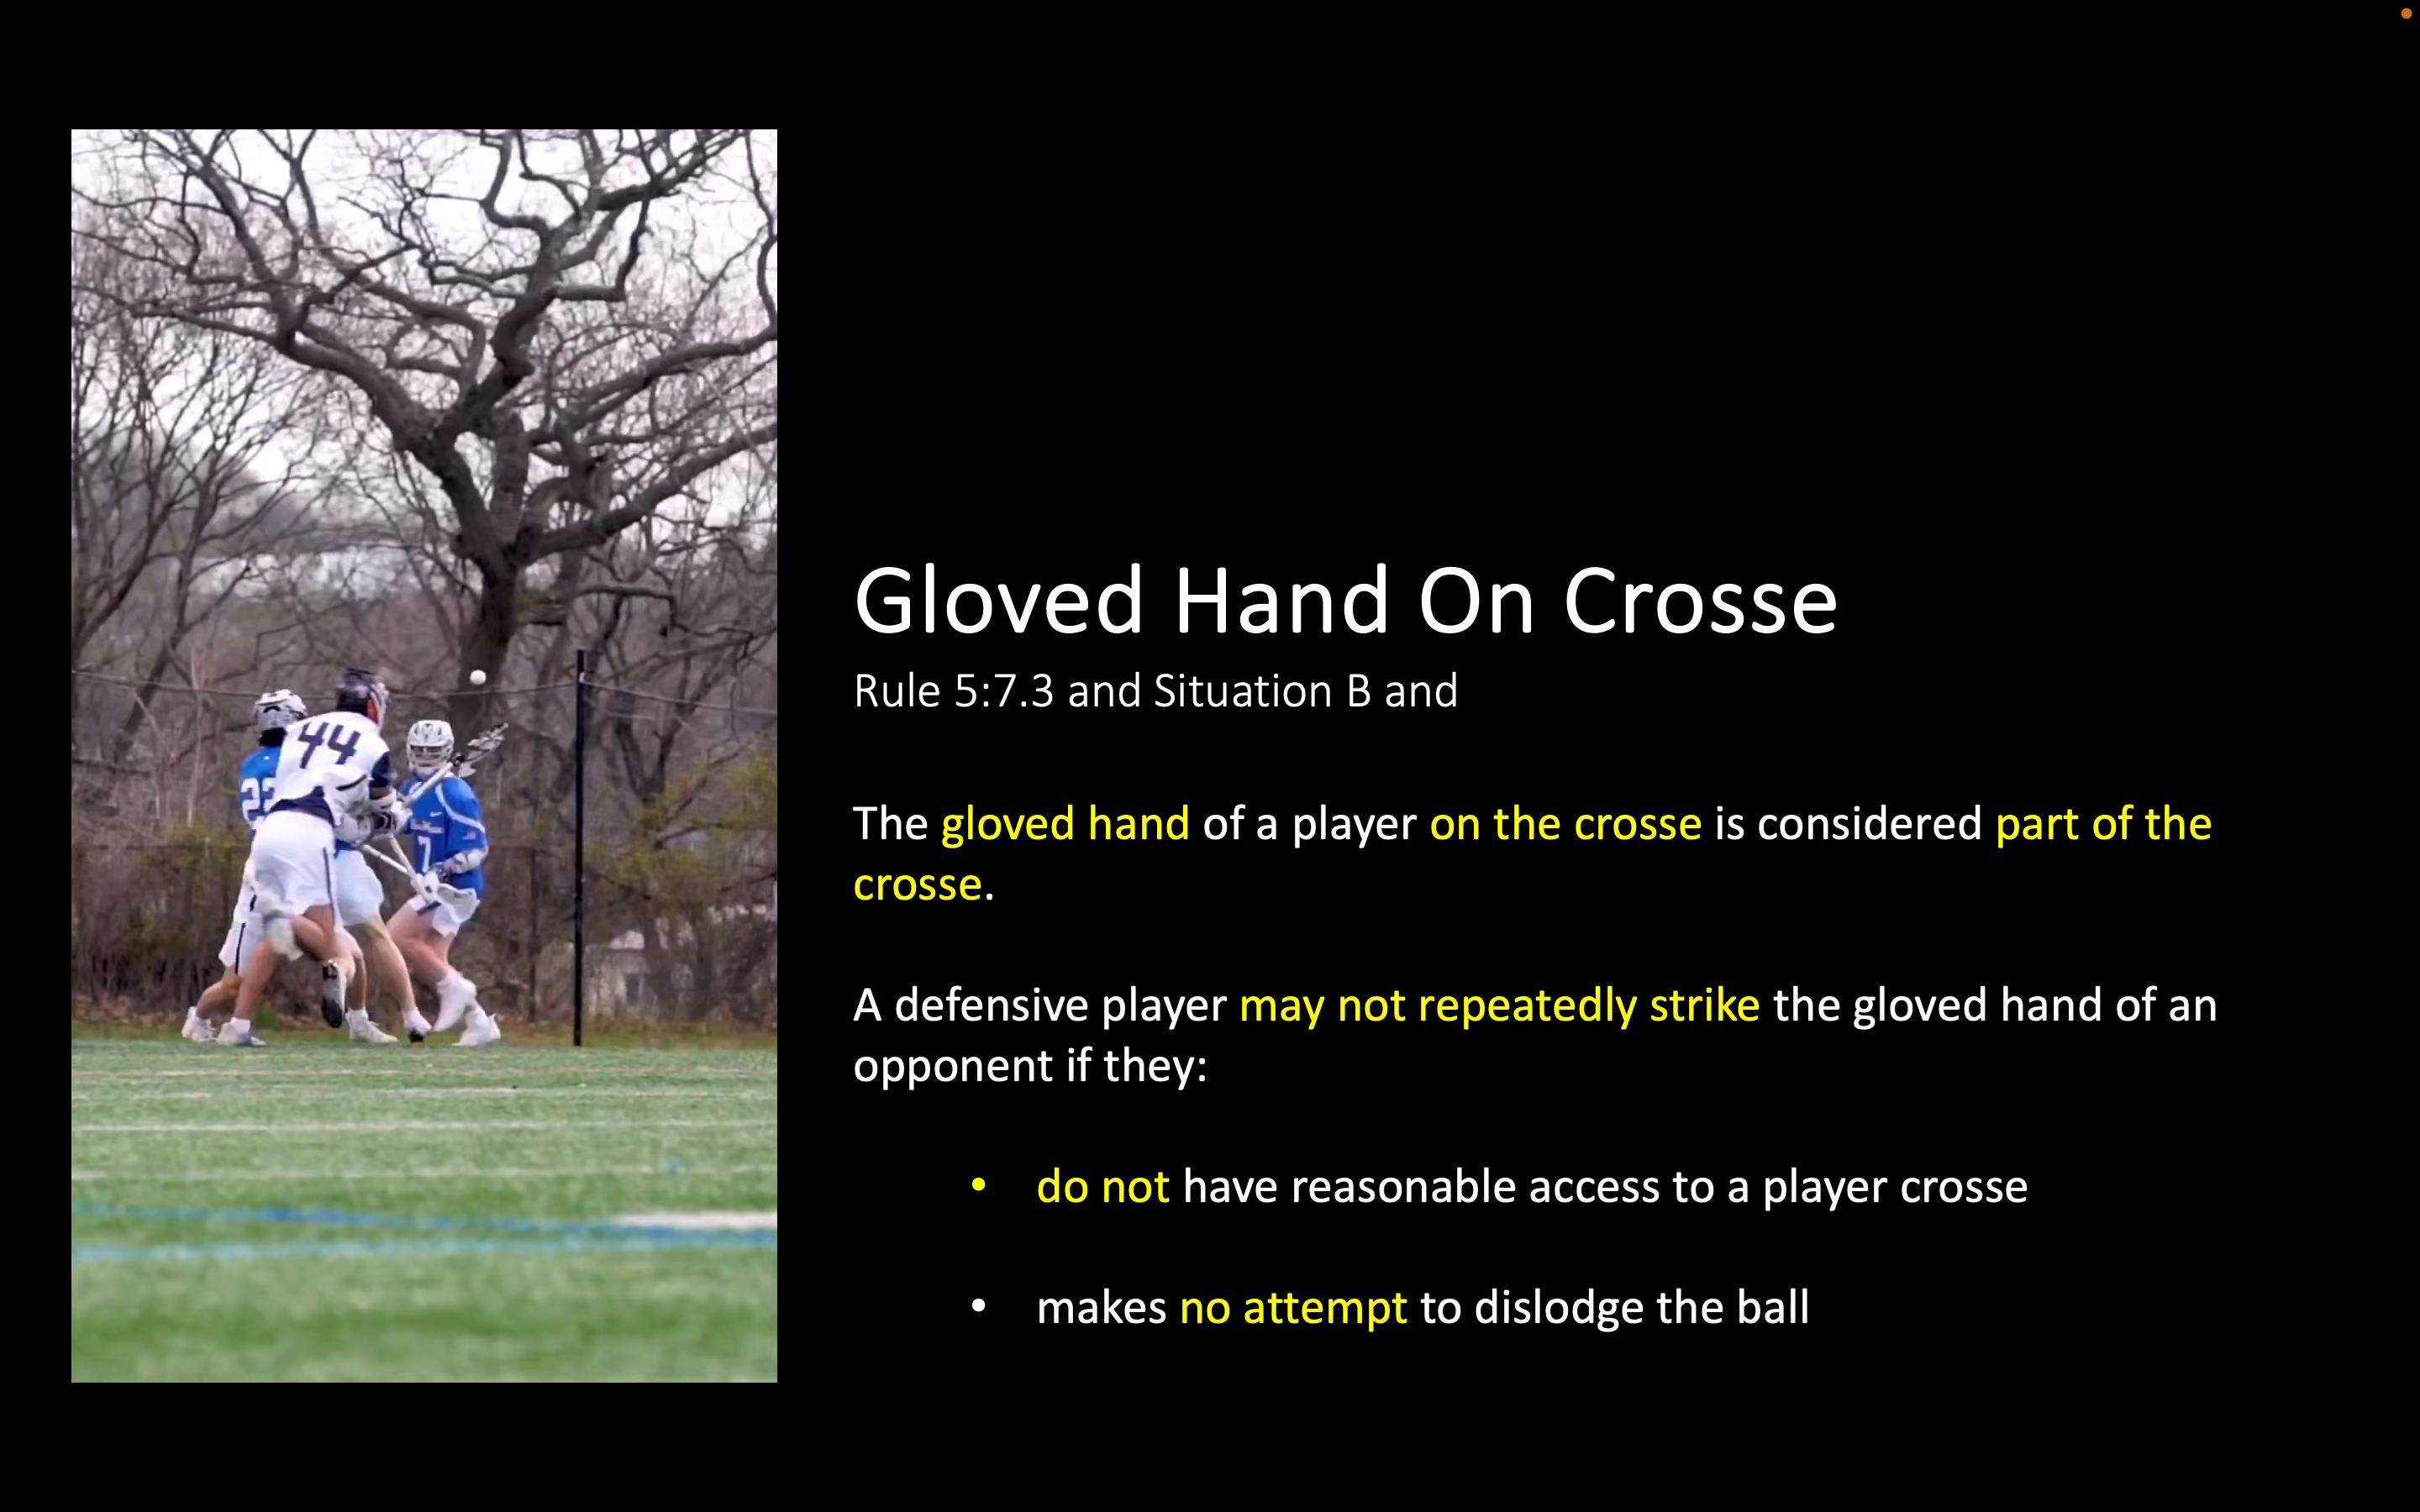 44
22
7
Gloved Hand On Crosse
Rule 5:7.3 and Situation B and
The gloved hand of a player on the crosse is considered part of the
crosse.
A defensive player may not repeatedly strike the gloved hand of an
opponent if they:
• do not have reasonable access to a player crosse
• makes no attempt to dislodge the ball